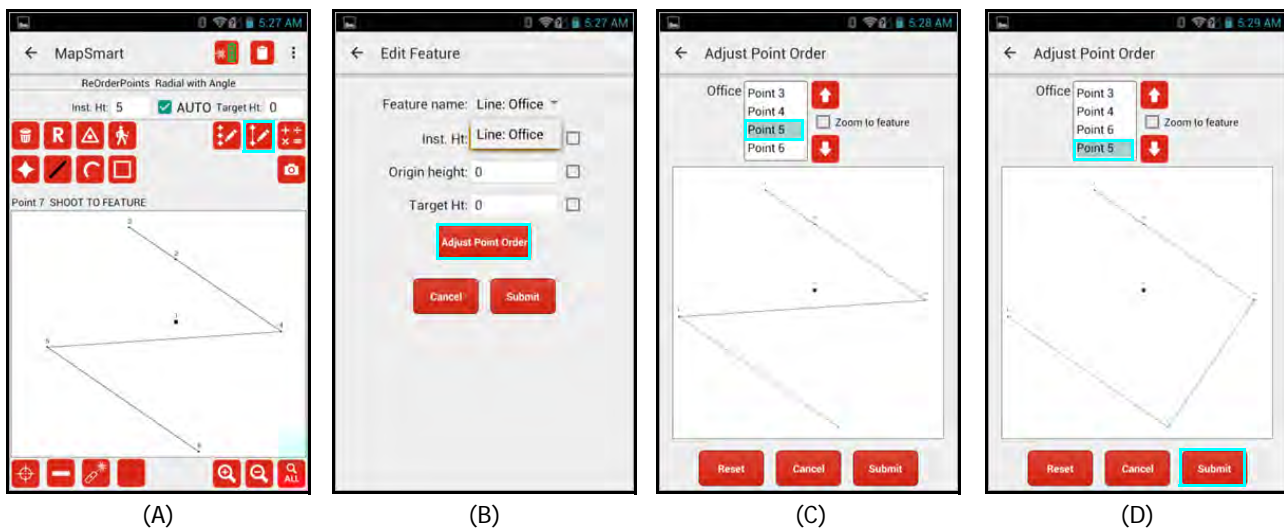 5:27 AM
MapSmart
ReOrderPoints Radial with Angle
Inst. Ht: 5 AUTO Target Ht: 0
R
Point 7 SHOOT TO FEATURE
3
2
1
4
5
6
ALL
(A)
5:27 AM
Edit Feature
Feature name: Line: Office
Inst. Ht: Line: Office
Origin height: 0
Target Ht: 0
Adjust Point Order
Cancel Submit
(B)
5:28 AM
Adjust Point Order
Office Point 3
Point 4
Point 5
Point 6
Zoom to feature
Reset Cancel Submit
(C)
5:29 AM
Adjust Point Order
Office Point 3
Point 4
Point 6
Point 5
Zoom to feature
Reset Cancel Submit
(D)